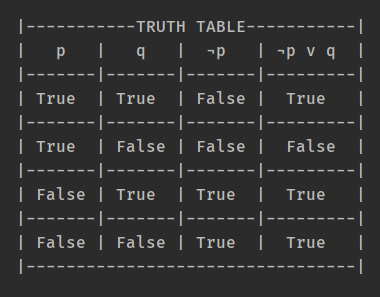 |-----------TRUTH TABLE-----------|
|   p   |   q   |  ¬p   | ¬p v q  |
|-------|-------|-------|---------|
| True  | True  | False |  True   |
|-------|-------|-------|---------|
| True  | False | False |  False  |
|-------|-------|-------|---------|
| False | True  | True  |  True   |
|-------|-------|-------|---------|
| False | False | True  |  True   |
|---------------------------------|